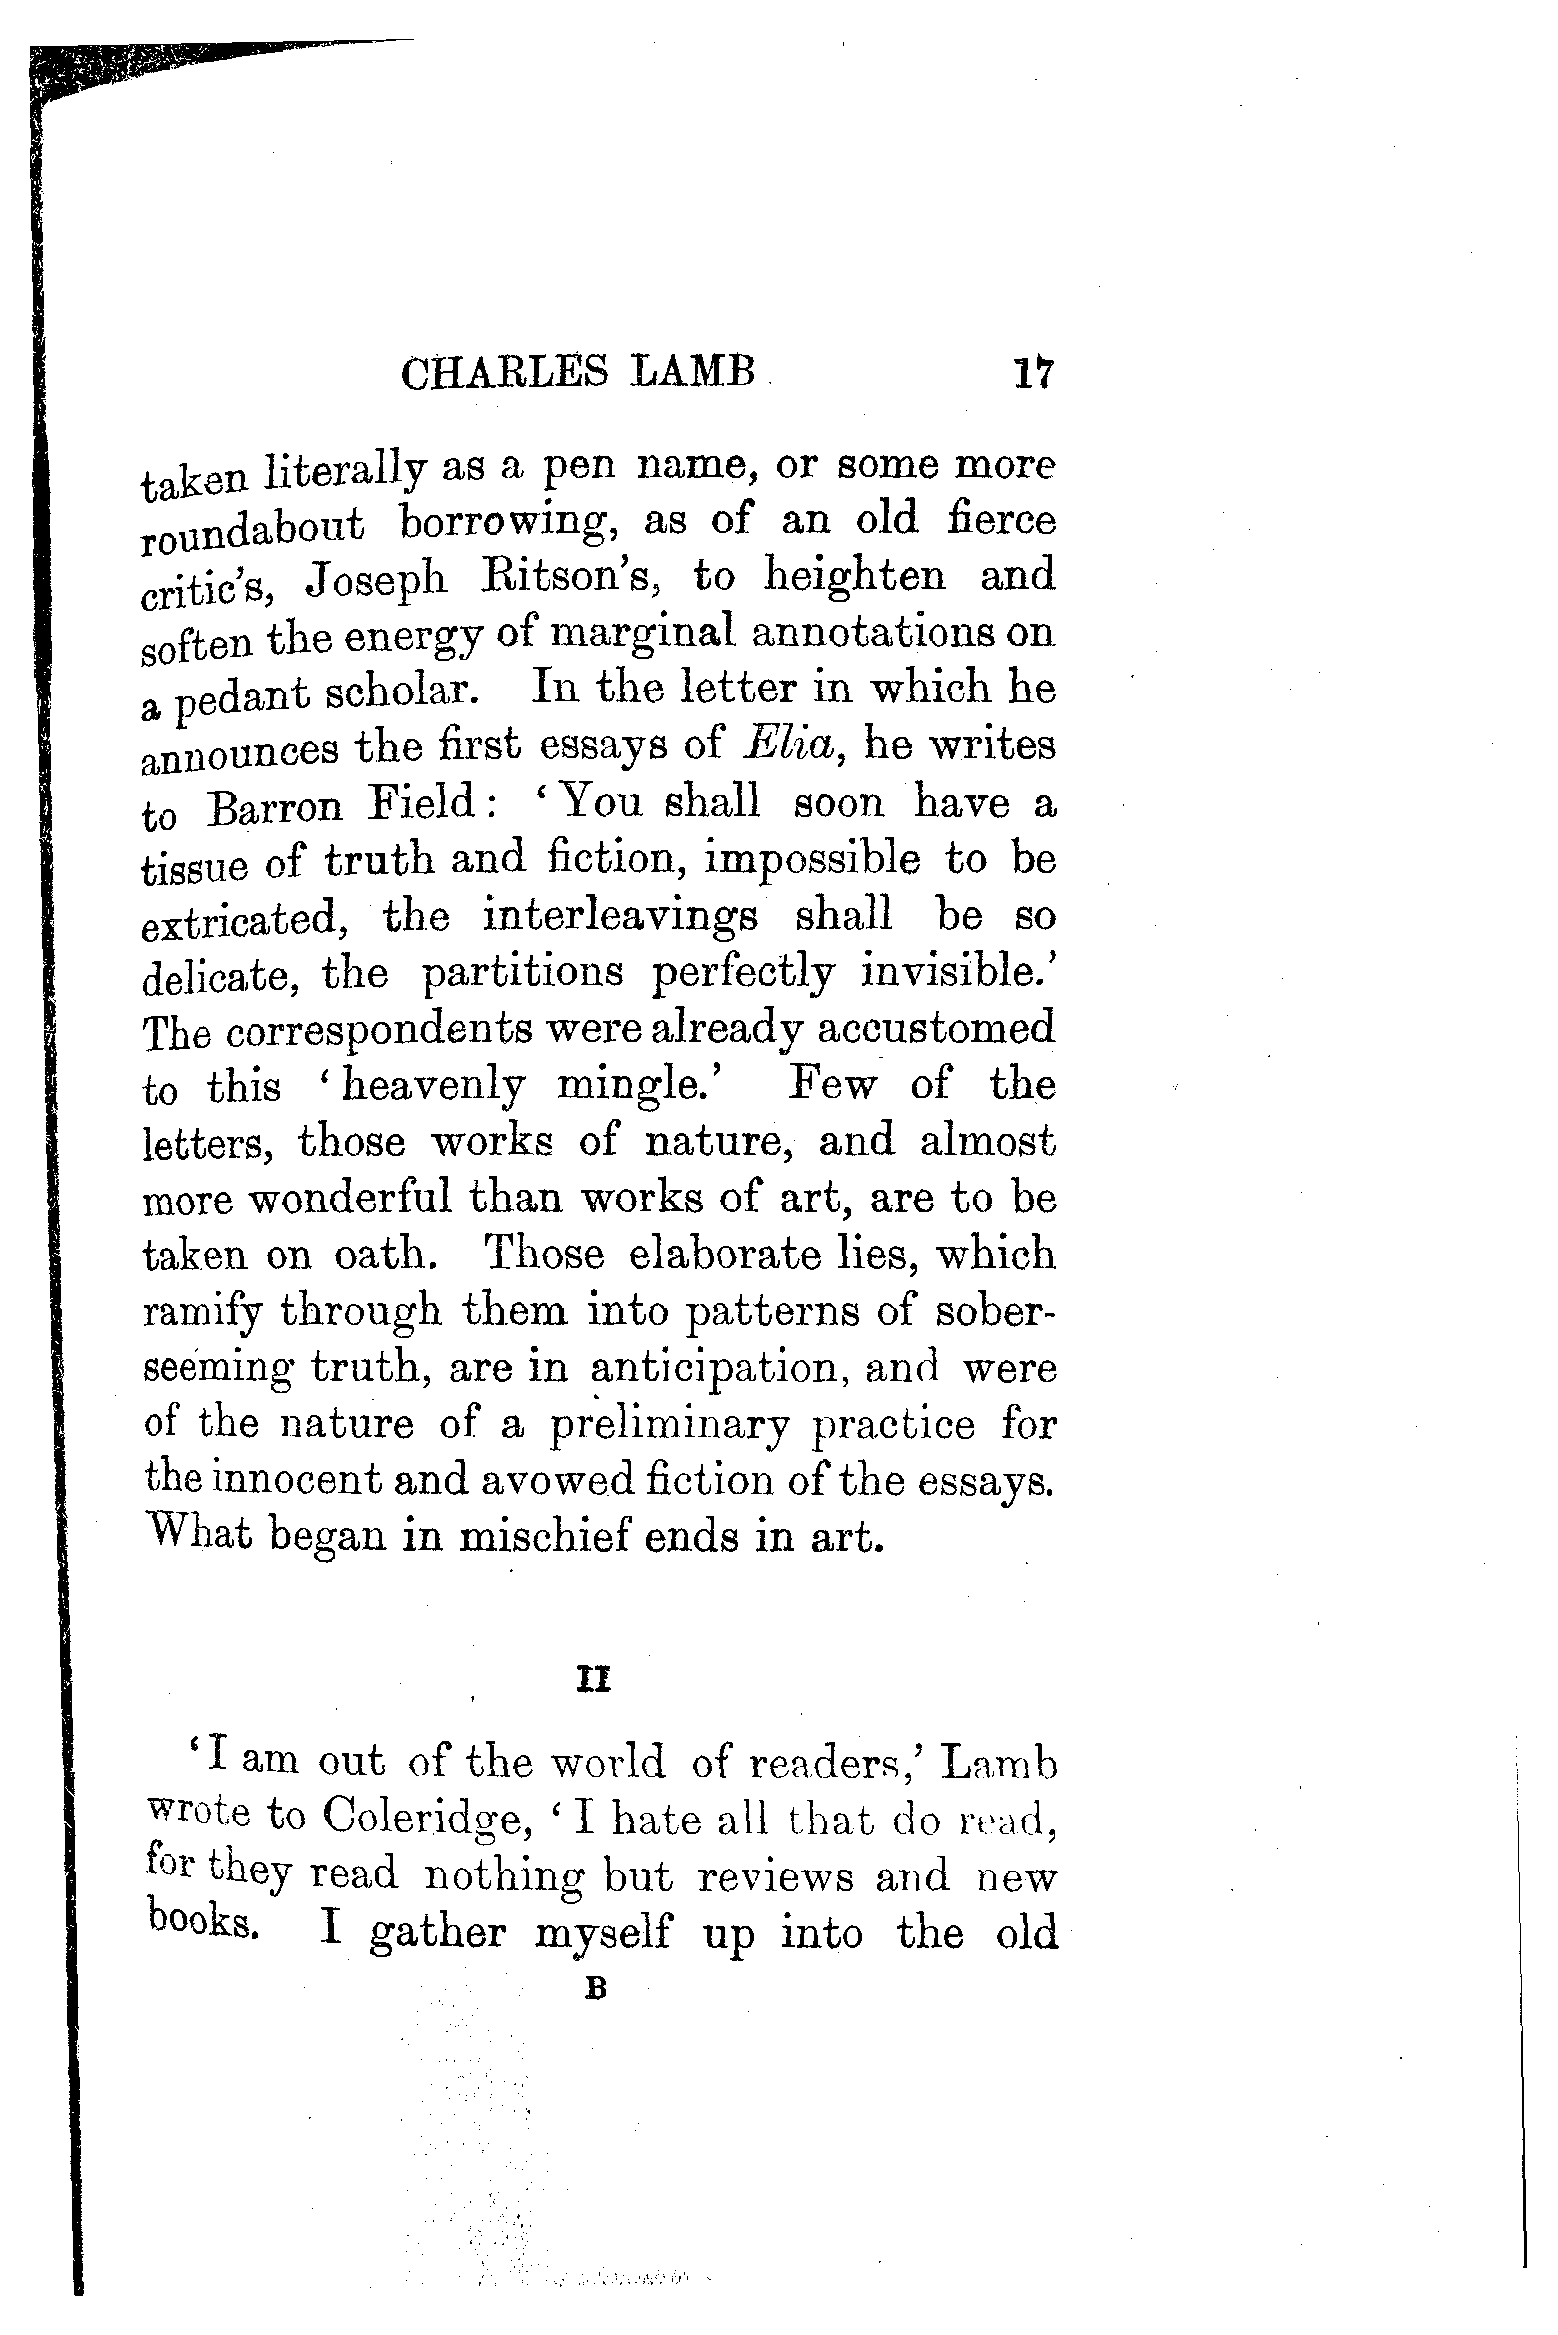 CHARLES LAMB 17
taken literally as a pen name, or some more
roundabout borrowing, as of an old fierce
critic's, Joseph Ritson's, to heighten and
soften the energy of marginal annotations on
a pedant scholar. In the letter in which he
announces the first essays of Elia, he writes
to Barron Field: ‘You shall soon have a
tissue of truth and fiction, impossible to be
extricated, the interleavings shall be so
delicate, the partitions perfectly invisible.’
The correspondents were already accustomed
to this ‘heavenly mingle.’ Few of the
letters, those works of nature, and almost
more wonderful than works of art, are to be
taken on oath. Those elaborate lies, which
ramify through them into patterns of sober-
seeming truth, are in anticipation, and were
of the nature of a preliminary practice for
the innocent and avowed fiction of the essays.
What began in mischief ends in art.
II
‘I am out of the world of readers,’ Lamb
wrote to Coleridge, ‘I hate all that do read,
for they read nothing but reviews and new
books. I gather myself up into the old
B